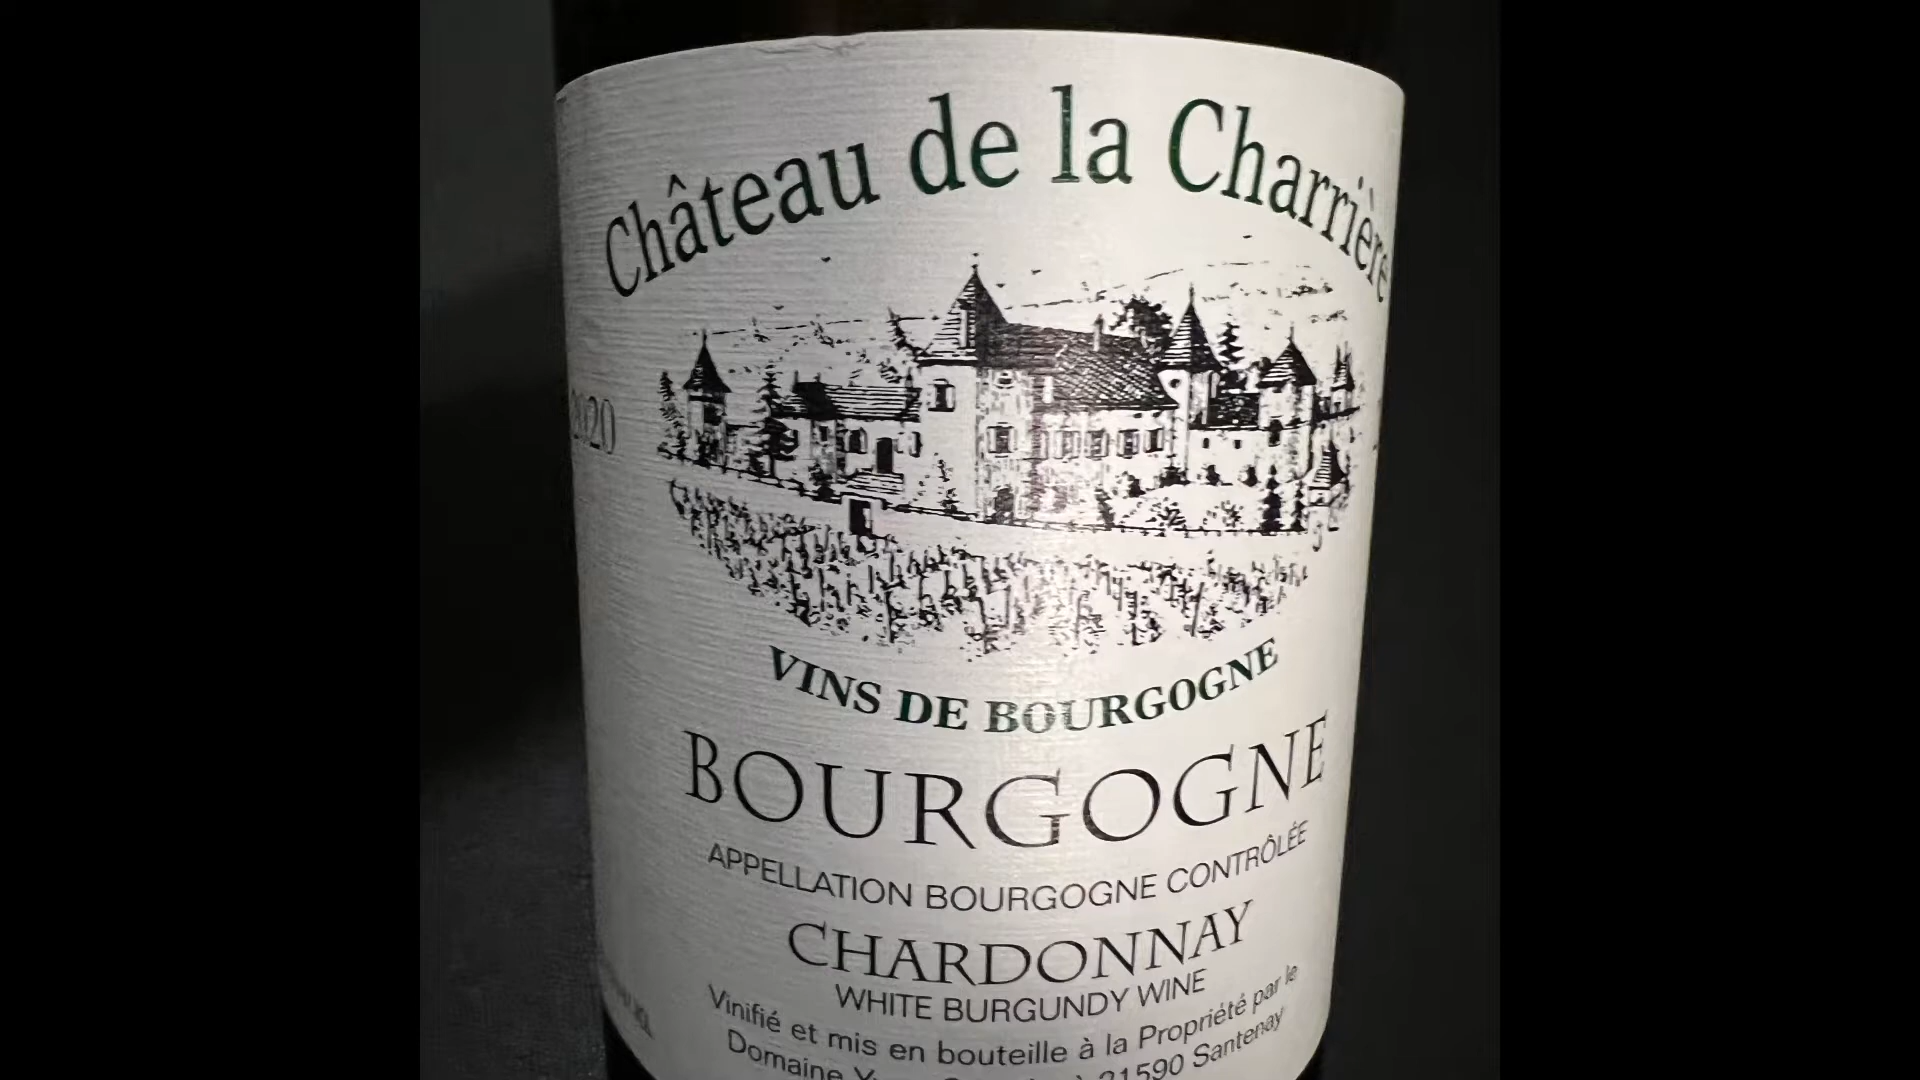 Château de la Charrière
2020
VINS DE BOURGOGNE
BOURGOGNE
APPELLATION BOURGOGNE CONTRÔLÉE
CHARDONNAY
WHITE BURGUNDY WINE
Vinifié et mis en bouteille à la Propriété par le
Domaine à 21590 Santenay